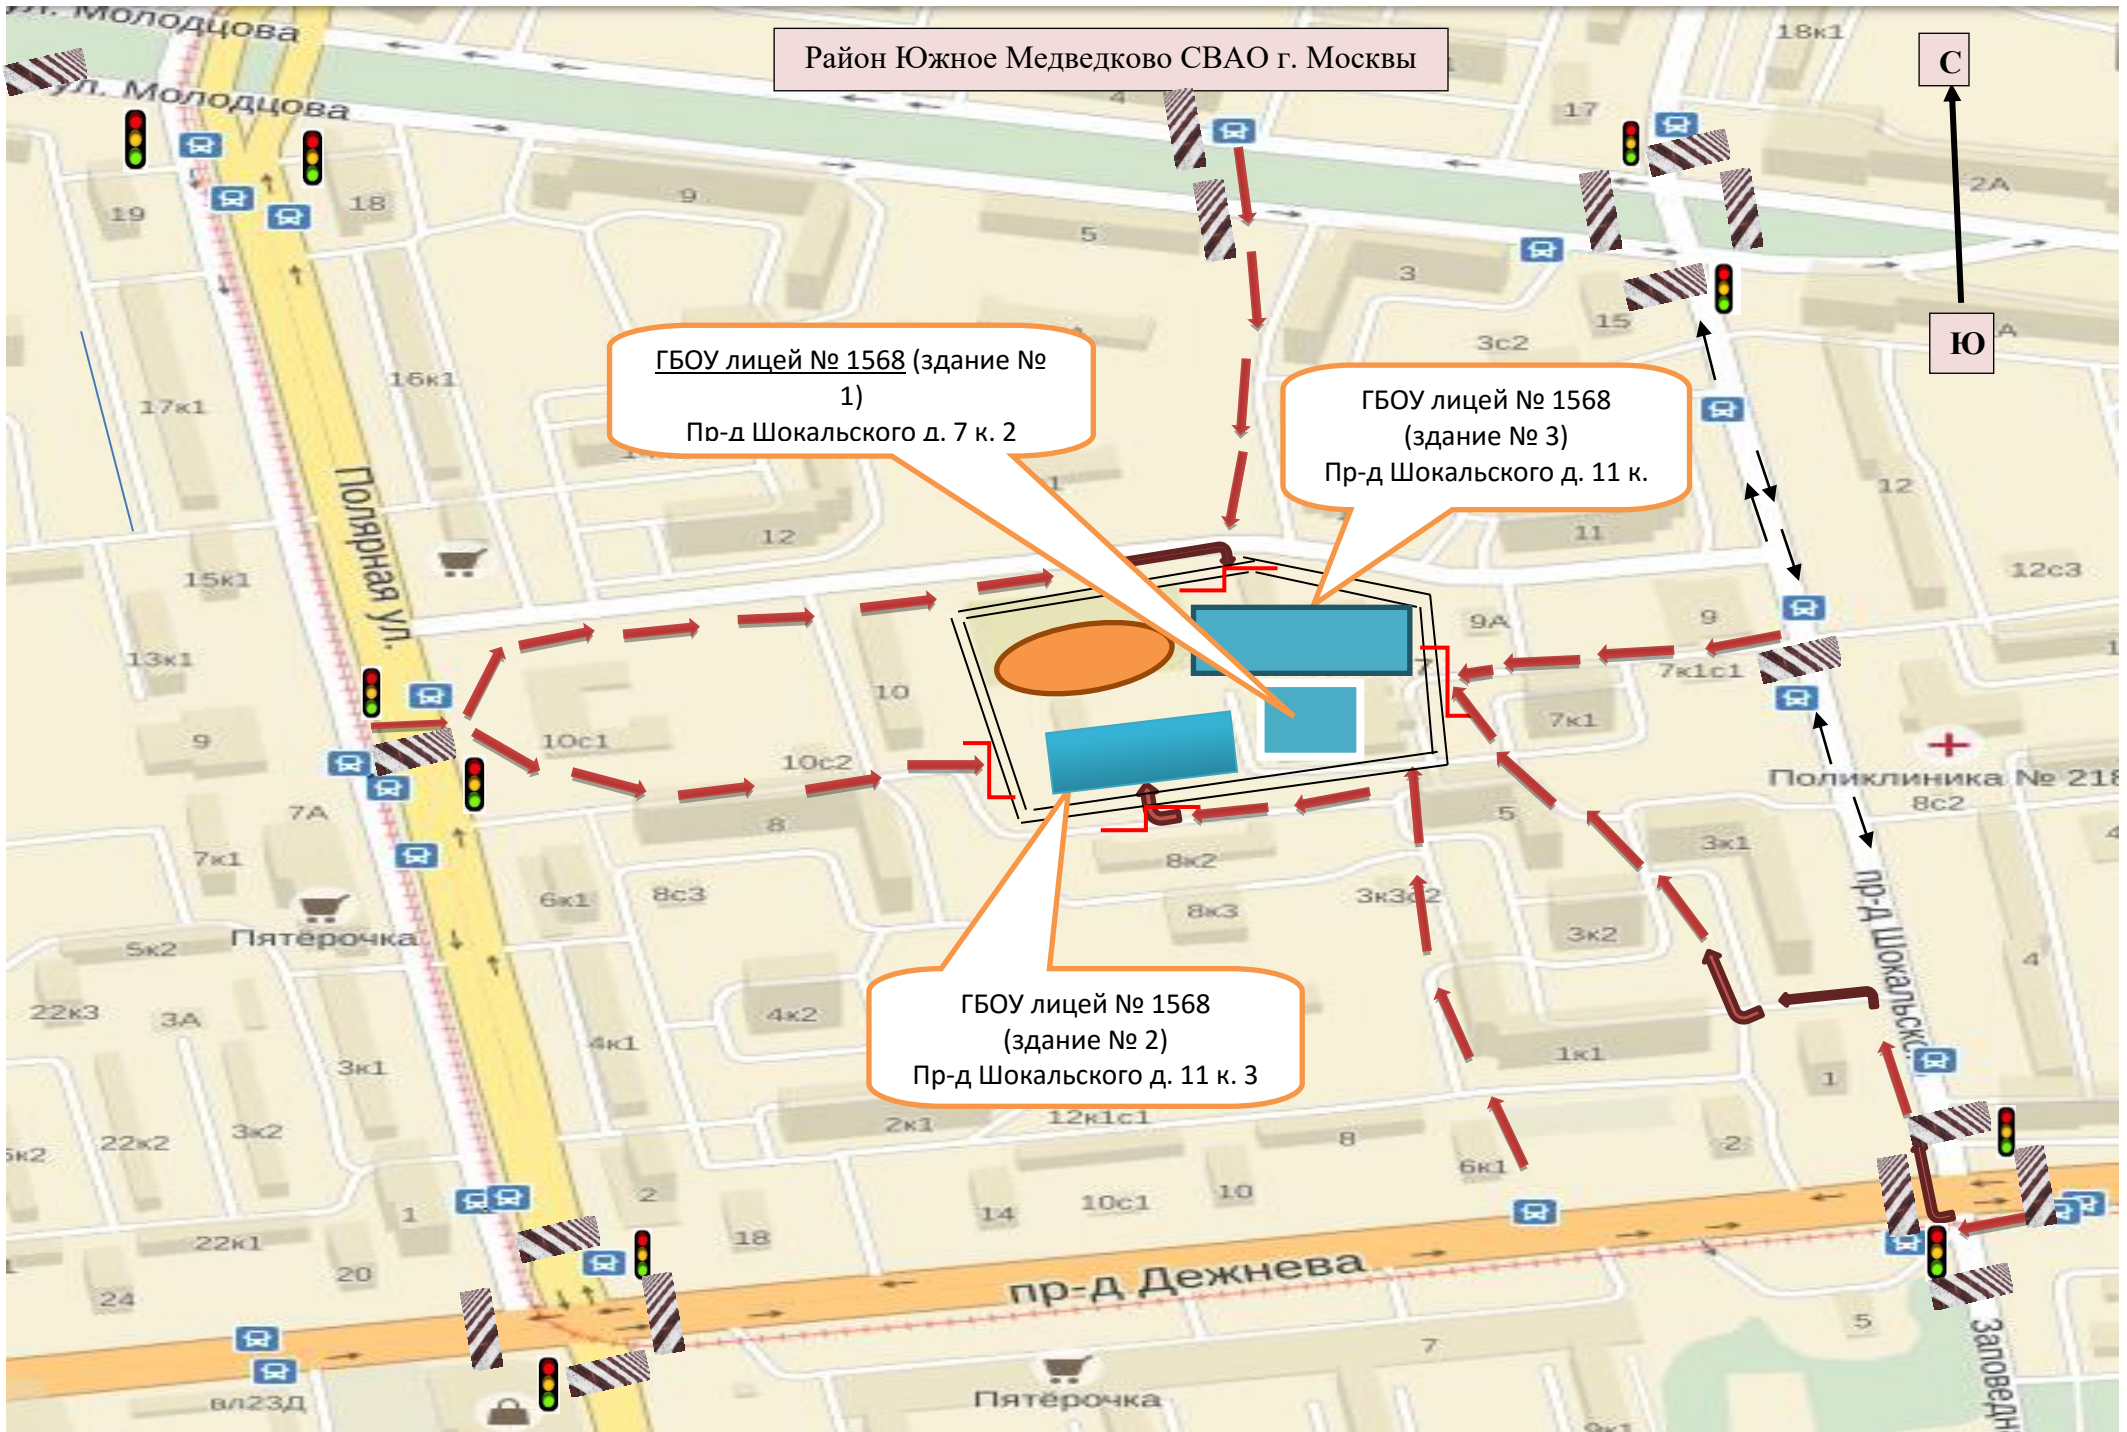 ул. Молодцова
Район Южное Медведково СВАО г. Москвы
18к1
С
ул. Молодцова
4
17
2А
19
18
9
5
3
Ю
15
3с2
16к1
17к1
ГБОУ лицей № 1568 (здание №
1)
Пр-д Шокальского д. 7 к. 2
ГБОУ лицей № 1568
(здание № 3)
Пр-д Шокальского д. 11 к.
Полярная ул.
1
12
12
11
15к1
12с3
9А
9
13к1
7
7к1с1
10
7к1
9
10с1
10с2
Поликлиника № 218
8с2
7А
8
5
7к1
8к2
3к1
6к1
8с3
3к3с2
8к3
Пятёрочка
5к2
3к2
пр-д Шокальско
4
22к3
3А
4к2
ГБОУ лицей № 1568
(здание № 2)
Пр-д Шокальского д. 11 к. 3
4к1
3к1
1к1
1
2к1
12к1с1
8
22к2
3к2
2
6к1
2
10
10с1
14
1
18
22к1
20
пр-д Дежнева
24
5
7
Заповедн
Пятёрочка
вл23Д
9к1